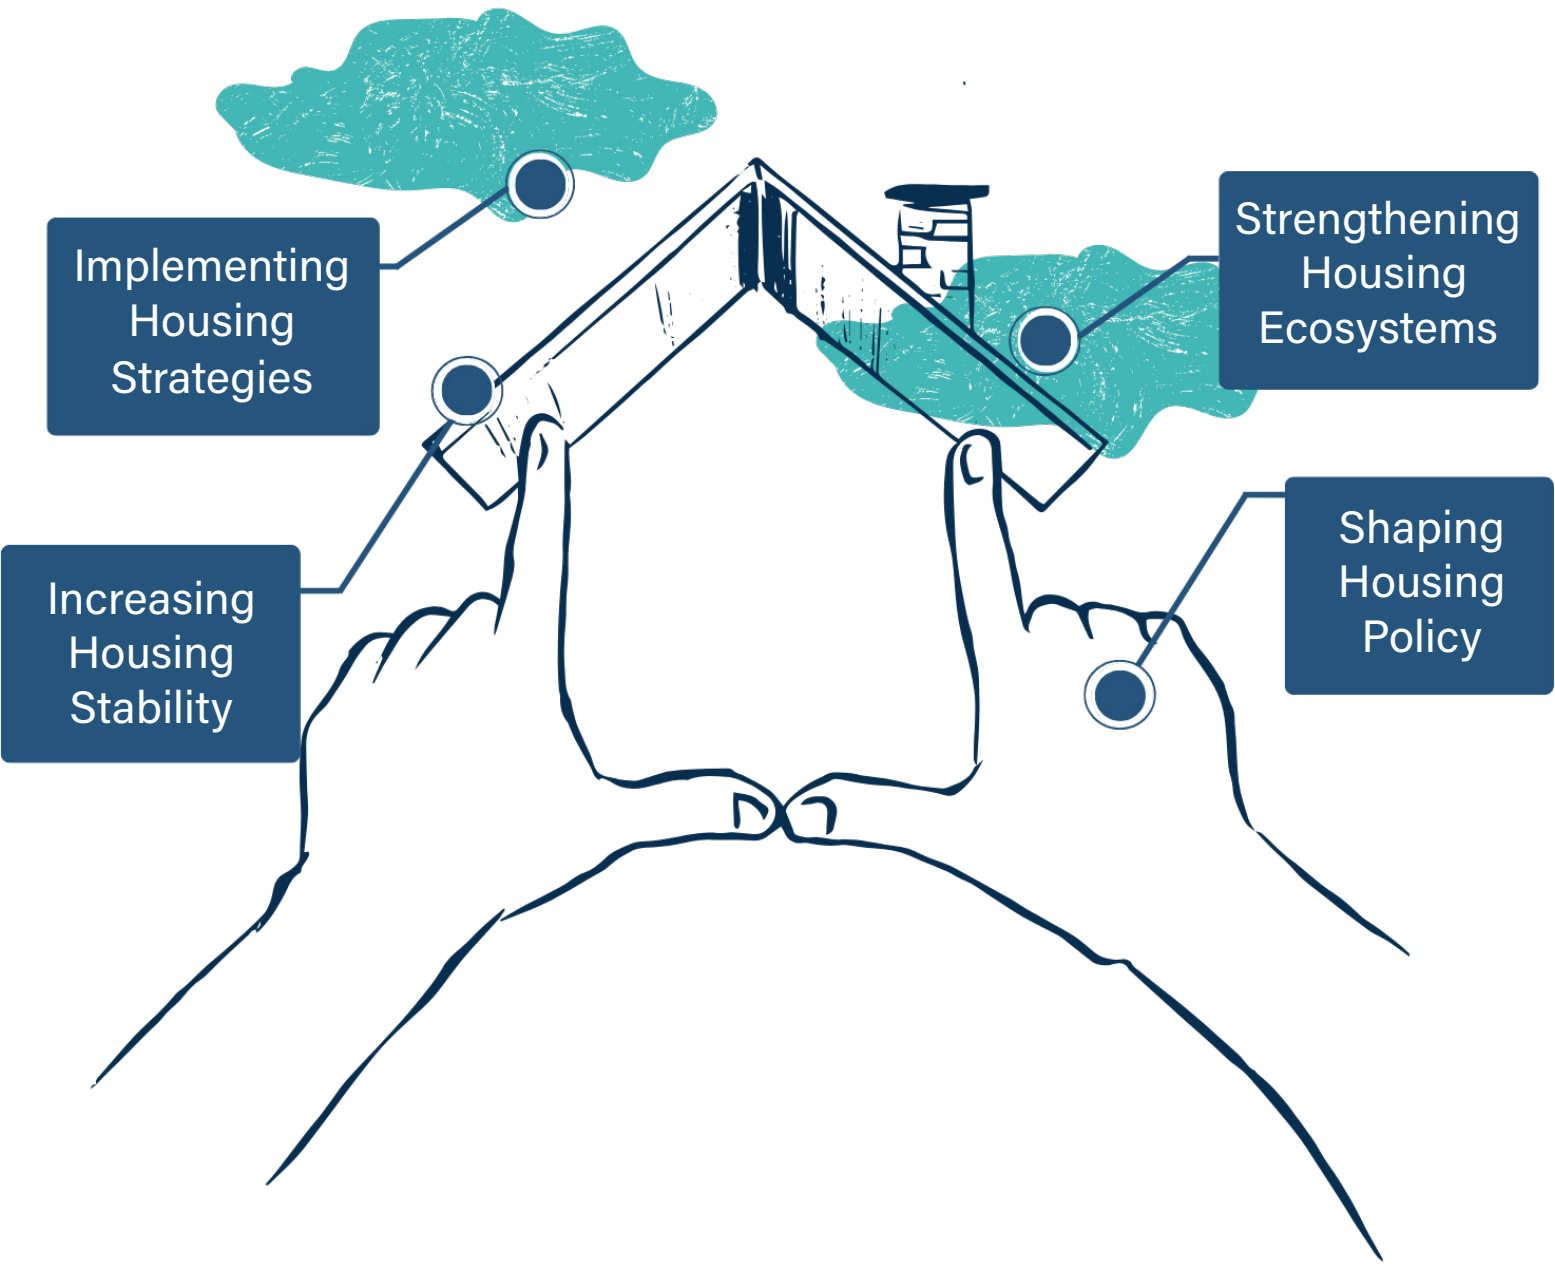 Implementing
Housing
Strategies
Strengthening
Housing
Ecosystems
Increasing
Housing
Stability
Shaping
Housing
Policy